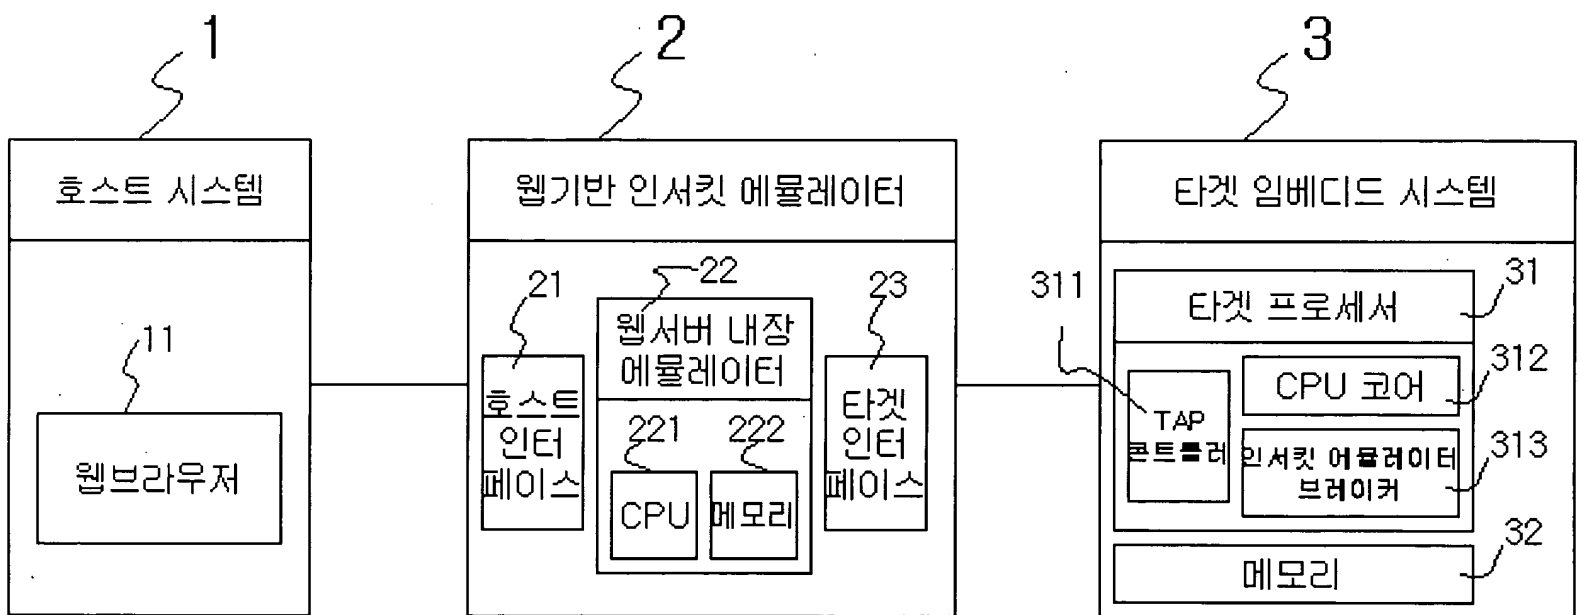 1
2
3
호스트 시스템
웹기반 인서킷 에뮬레이터
타겟 임베디드 시스템
11
웹브라우저
21
호스트
인터
페이스
22
웹서버 내장
에뮬레이터
221
CPU
222
메모리
23
타겟
인터
페이스
31
타겟 프로세서
311
TAP
콘트롤러
312
CPU 코어
313
인서킷 에뮬레이터
브레이커
32
메모리